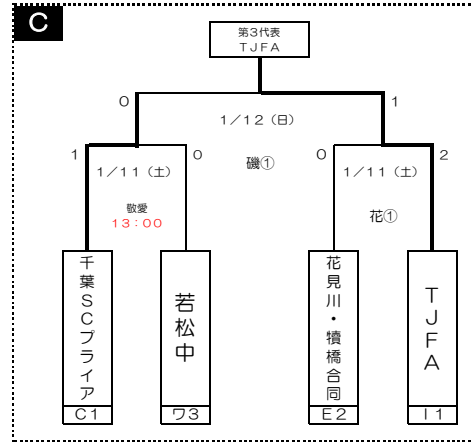 C
第3代表
TJFA
0
1
1/12(日)
1
0
磯①
0
2
1/11(土)
1/11(土)
敬愛
13:00
花①
千葉SCブライア
若松中
花見川・犢橋合同
TJFA
C1
ワ3
E2
I1